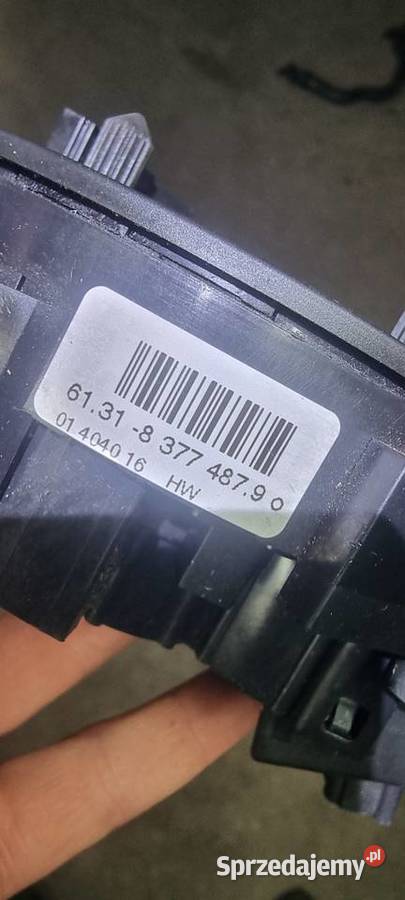 61.31 -8 377 487.9 o
01 4040 16 HW
Sprzedajemy.pl